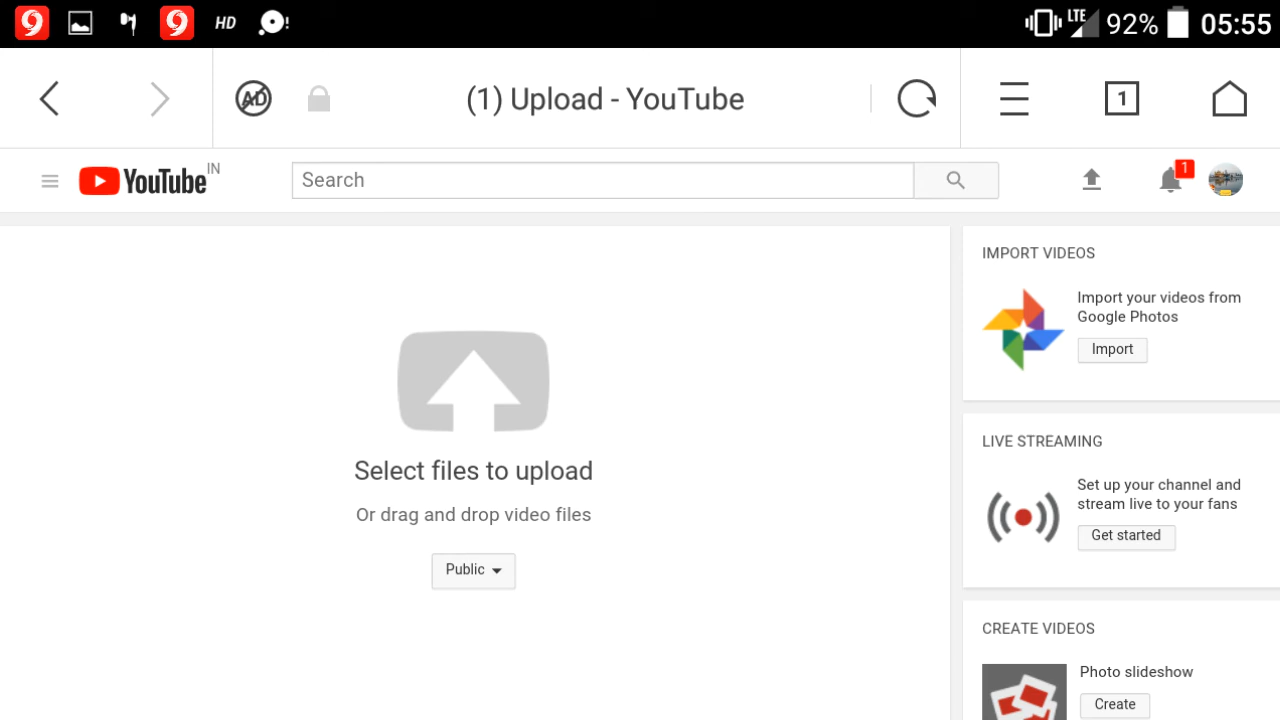 HD LTE 92% 05:55
AD (1) Upload - YouTube 1
YouTube IN Search 1
IMPORT VIDEOS
Import your videos from
Google Photos
Import
Select files to upload
Or drag and drop video files
Public
LIVE STREAMING
Set up your channel and
stream live to your fans
Get started
CREATE VIDEOS
Photo slideshow
Create